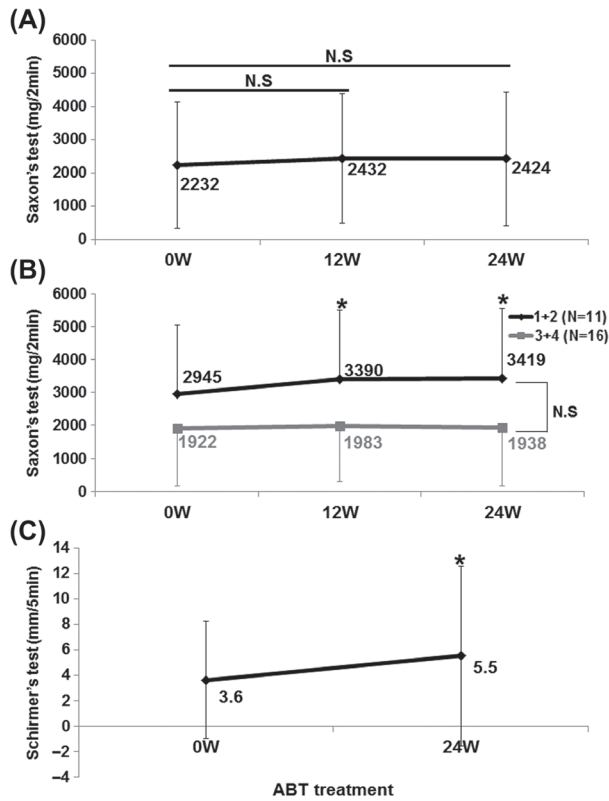 (A)
Saxon's test (mg/2min)
6000
5000
4000
3000
2000
1000
0
N.S
N.S
2232
2432
2424
0W
12W
24W
(B)
Saxon's test (mg/2min)
6000
5000
4000
3000
2000
1000
0
*
*
1+2 (N=11)
3+4 (N=16)
2945
3390
3419
N.S
1922
1983
1938
0W
12W
24W
(C)
Schirmer's test (mm/5min)
14
12
10
8
6
4
2
0
−2
−4
*
3.6
5.5
0W
24W
ABT treatment